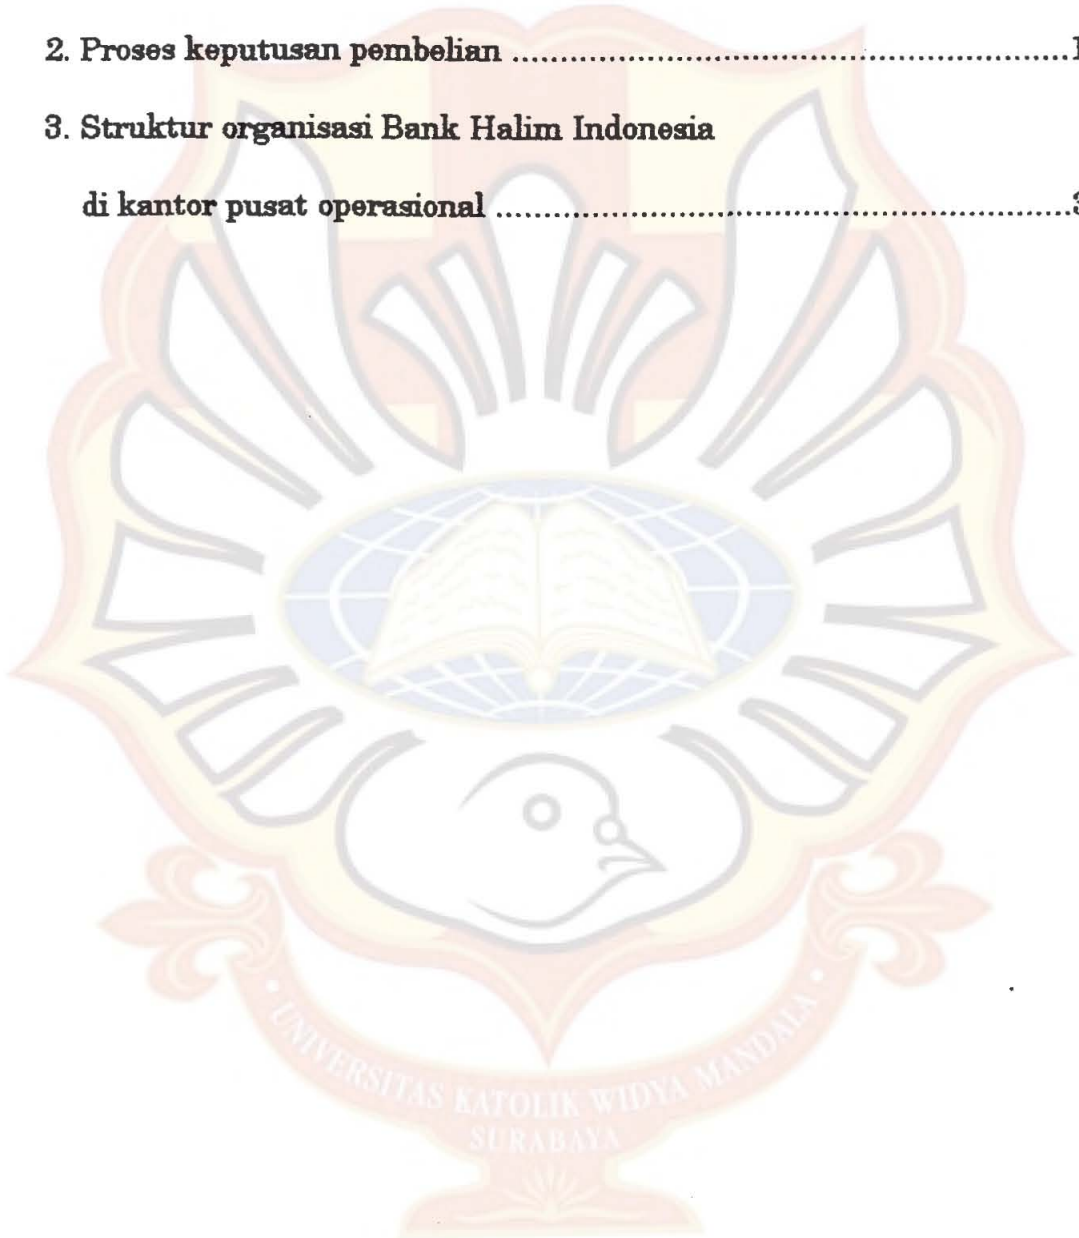 2. Proses keputusan pembelian ........................................................
3. Struktur organisasi Bank Halim Indonesia
di kantor pusat operasional ..........................................................
• UNIVERSITAS KATOLIK WIDYA MANDALA •
SURABAYA